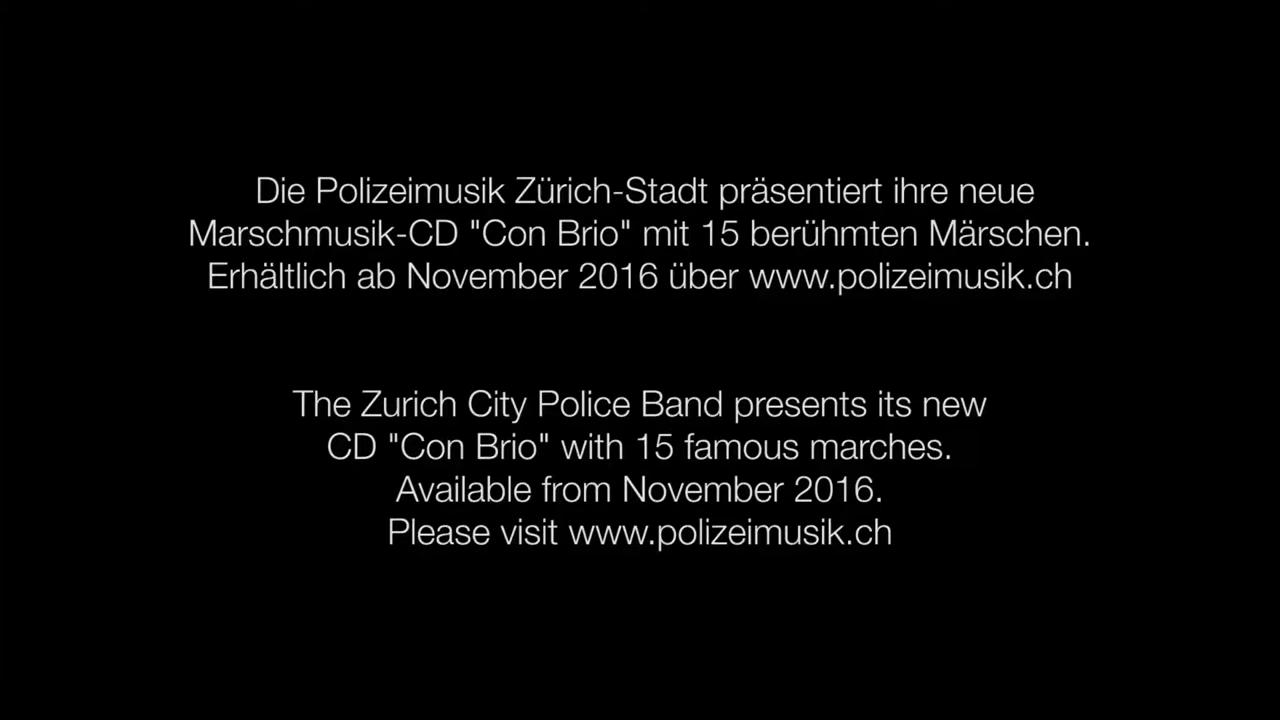 Die Polizeimusik Zürich-Stadt präsentiert ihre neue
Marschmusik-CD "Con Brio" mit 15 berühmten Märschen.
Erhältlich ab November 2016 über www.polizeimusik.ch
The Zurich City Police Band presents its new
CD "Con Brio" with 15 famous marches.
Available from November 2016.
Please visit www.polizeimusik.ch